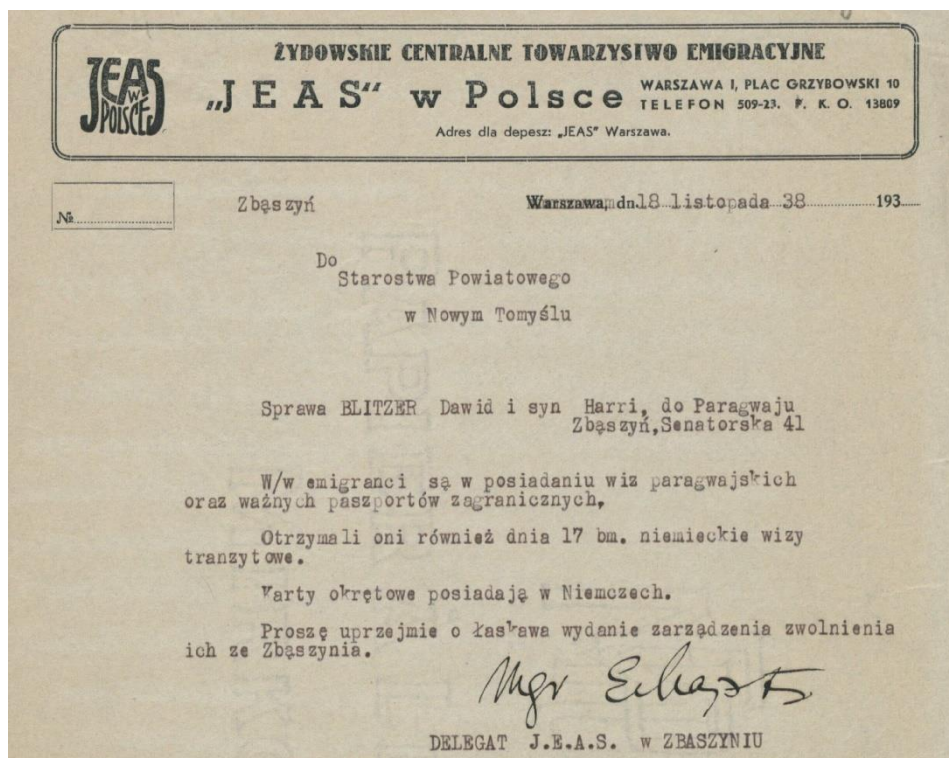 JEAS
W
POLSCE
ŻYDOWSKIE CENTRALNE TOWARZYSTWO EMIGRACYJNE
„JEAS" w Polsce
WARSZAWA I, PLAC GRZYBOWSKI 10
TELEFON 509-23. P. K. O. 13809
Adres dla depesz: „JEAS" Warszawa.
№
Zbąszyń
Warszawa, dn. 18 listopada 38 193
Do
Starostwa Powiatowego
w Nowym Tomyślu
Sprawa BLITZER Dawid i syn Harri, do Paragwaju
Zbąszyń, Senatorska 41
W/w emigranci są w posiadaniu wiz paragwajskich
oraz ważnych paszportów zagranicznych,
Otrzymali oni również dnia 17 bm. niemieckie wizy
tranzytowe.
Karty okrętowe posiadają w Niemczech.
Proszę uprzejmie o łaskawa wydanie zarządzenia zwolnienia
ich ze Zbąszynia.
Mgr
DELEGAT J.E.A.S. w ZBASZYNIU